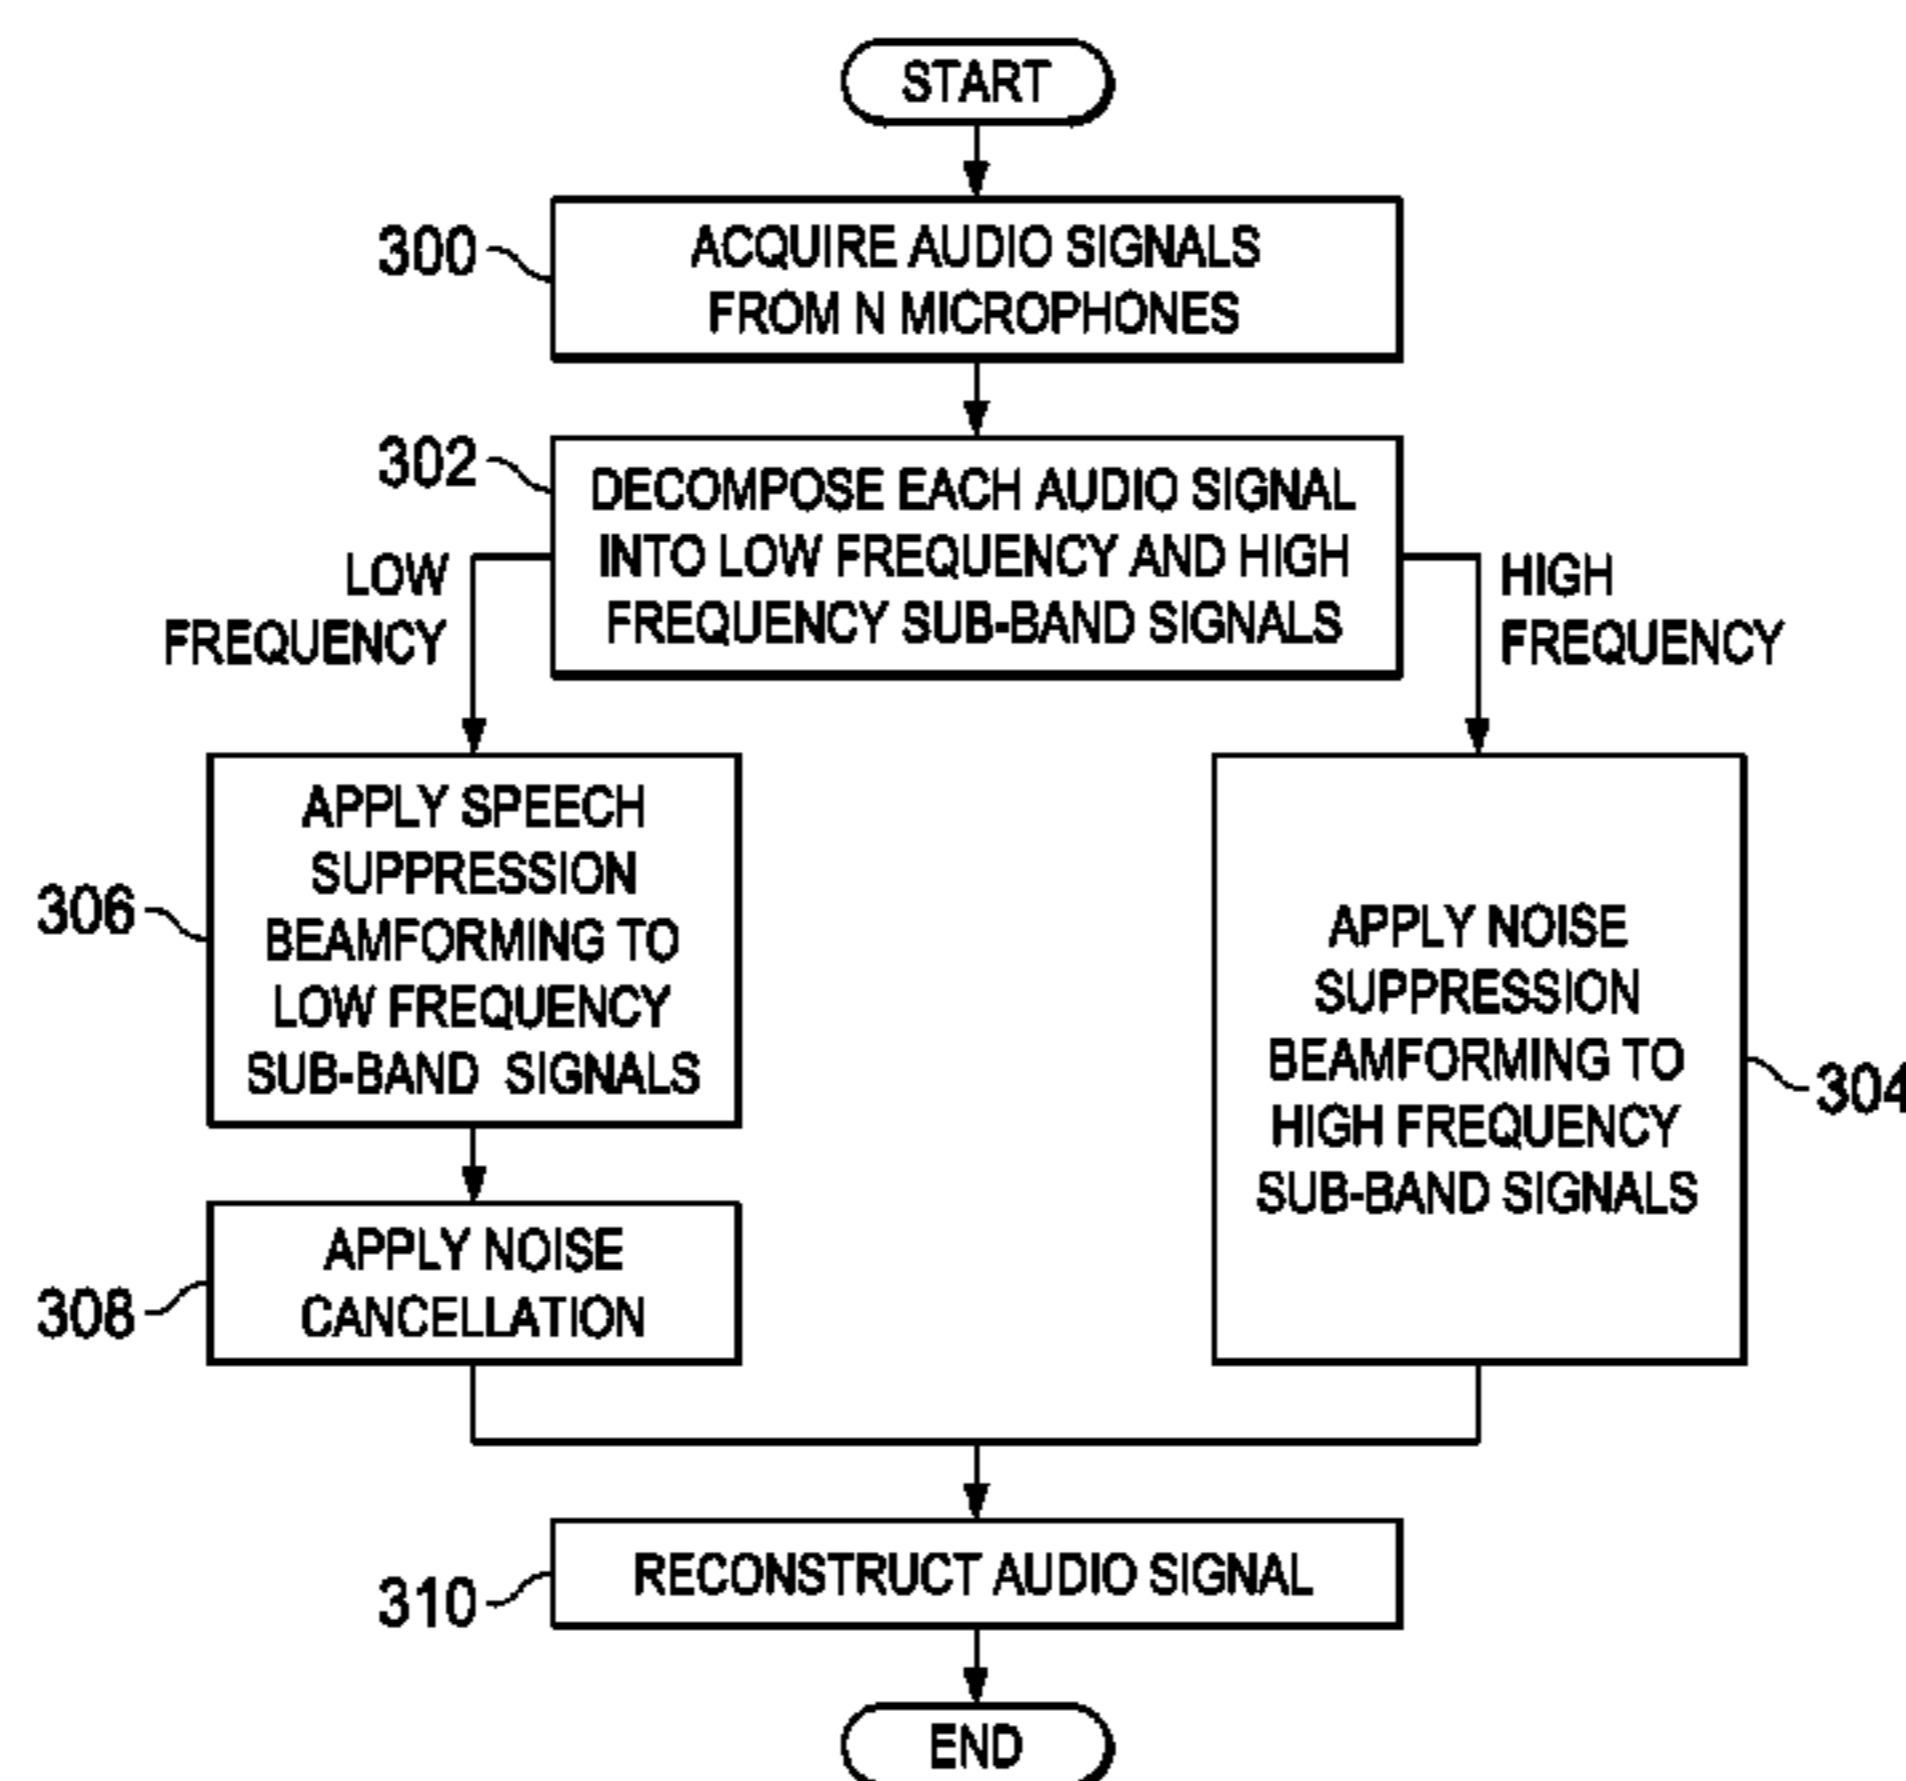 START
300
ACQUIRE AUDIO SIGNALS
FROM N MICROPHONES
302
DECOMPOSE EACH AUDIO SIGNAL
INTO LOW FREQUENCY AND HIGH
FREQUENCY SUB-BAND SIGNALS
LOW
FREQUENCY
HIGH
FREQUENCY
306
APPLY SPEECH
SUPPRESSION
BEAMFORMING TO
LOW FREQUENCY
SUB-BAND SIGNALS
APPLY NOISE
SUPPRESSION
BEAMFORMING TO
HIGH FREQUENCY
SUB-BAND SIGNALS
304
308
APPLY NOISE
CANCELLATION
310
RECONSTRUCT AUDIO SIGNAL
END